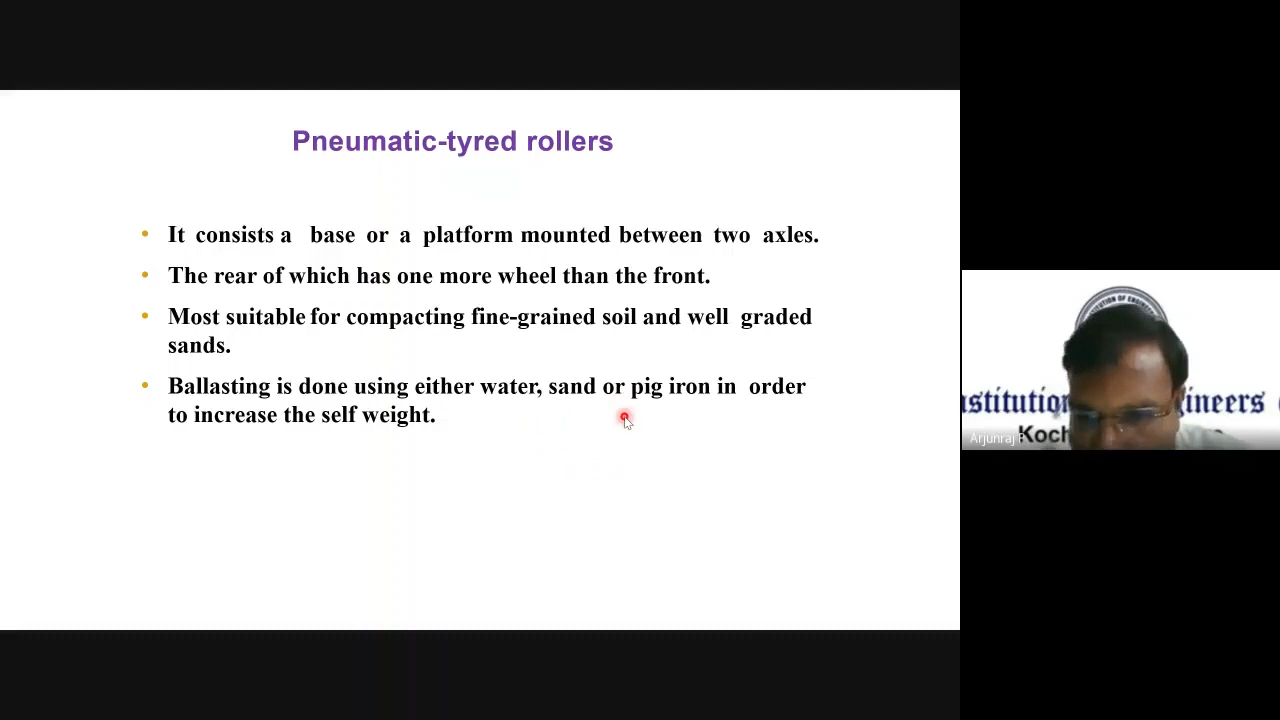 Pneumatic-tyred rollers
• It consists a base or a platform mounted between two axles.
• The rear of which has one more wheel than the front.
• Most suitable for compacting fine-grained soil and well graded
sands.
• Ballasting is done using either water, sand or pig iron in order
to increase the self weight.
Arjunraj